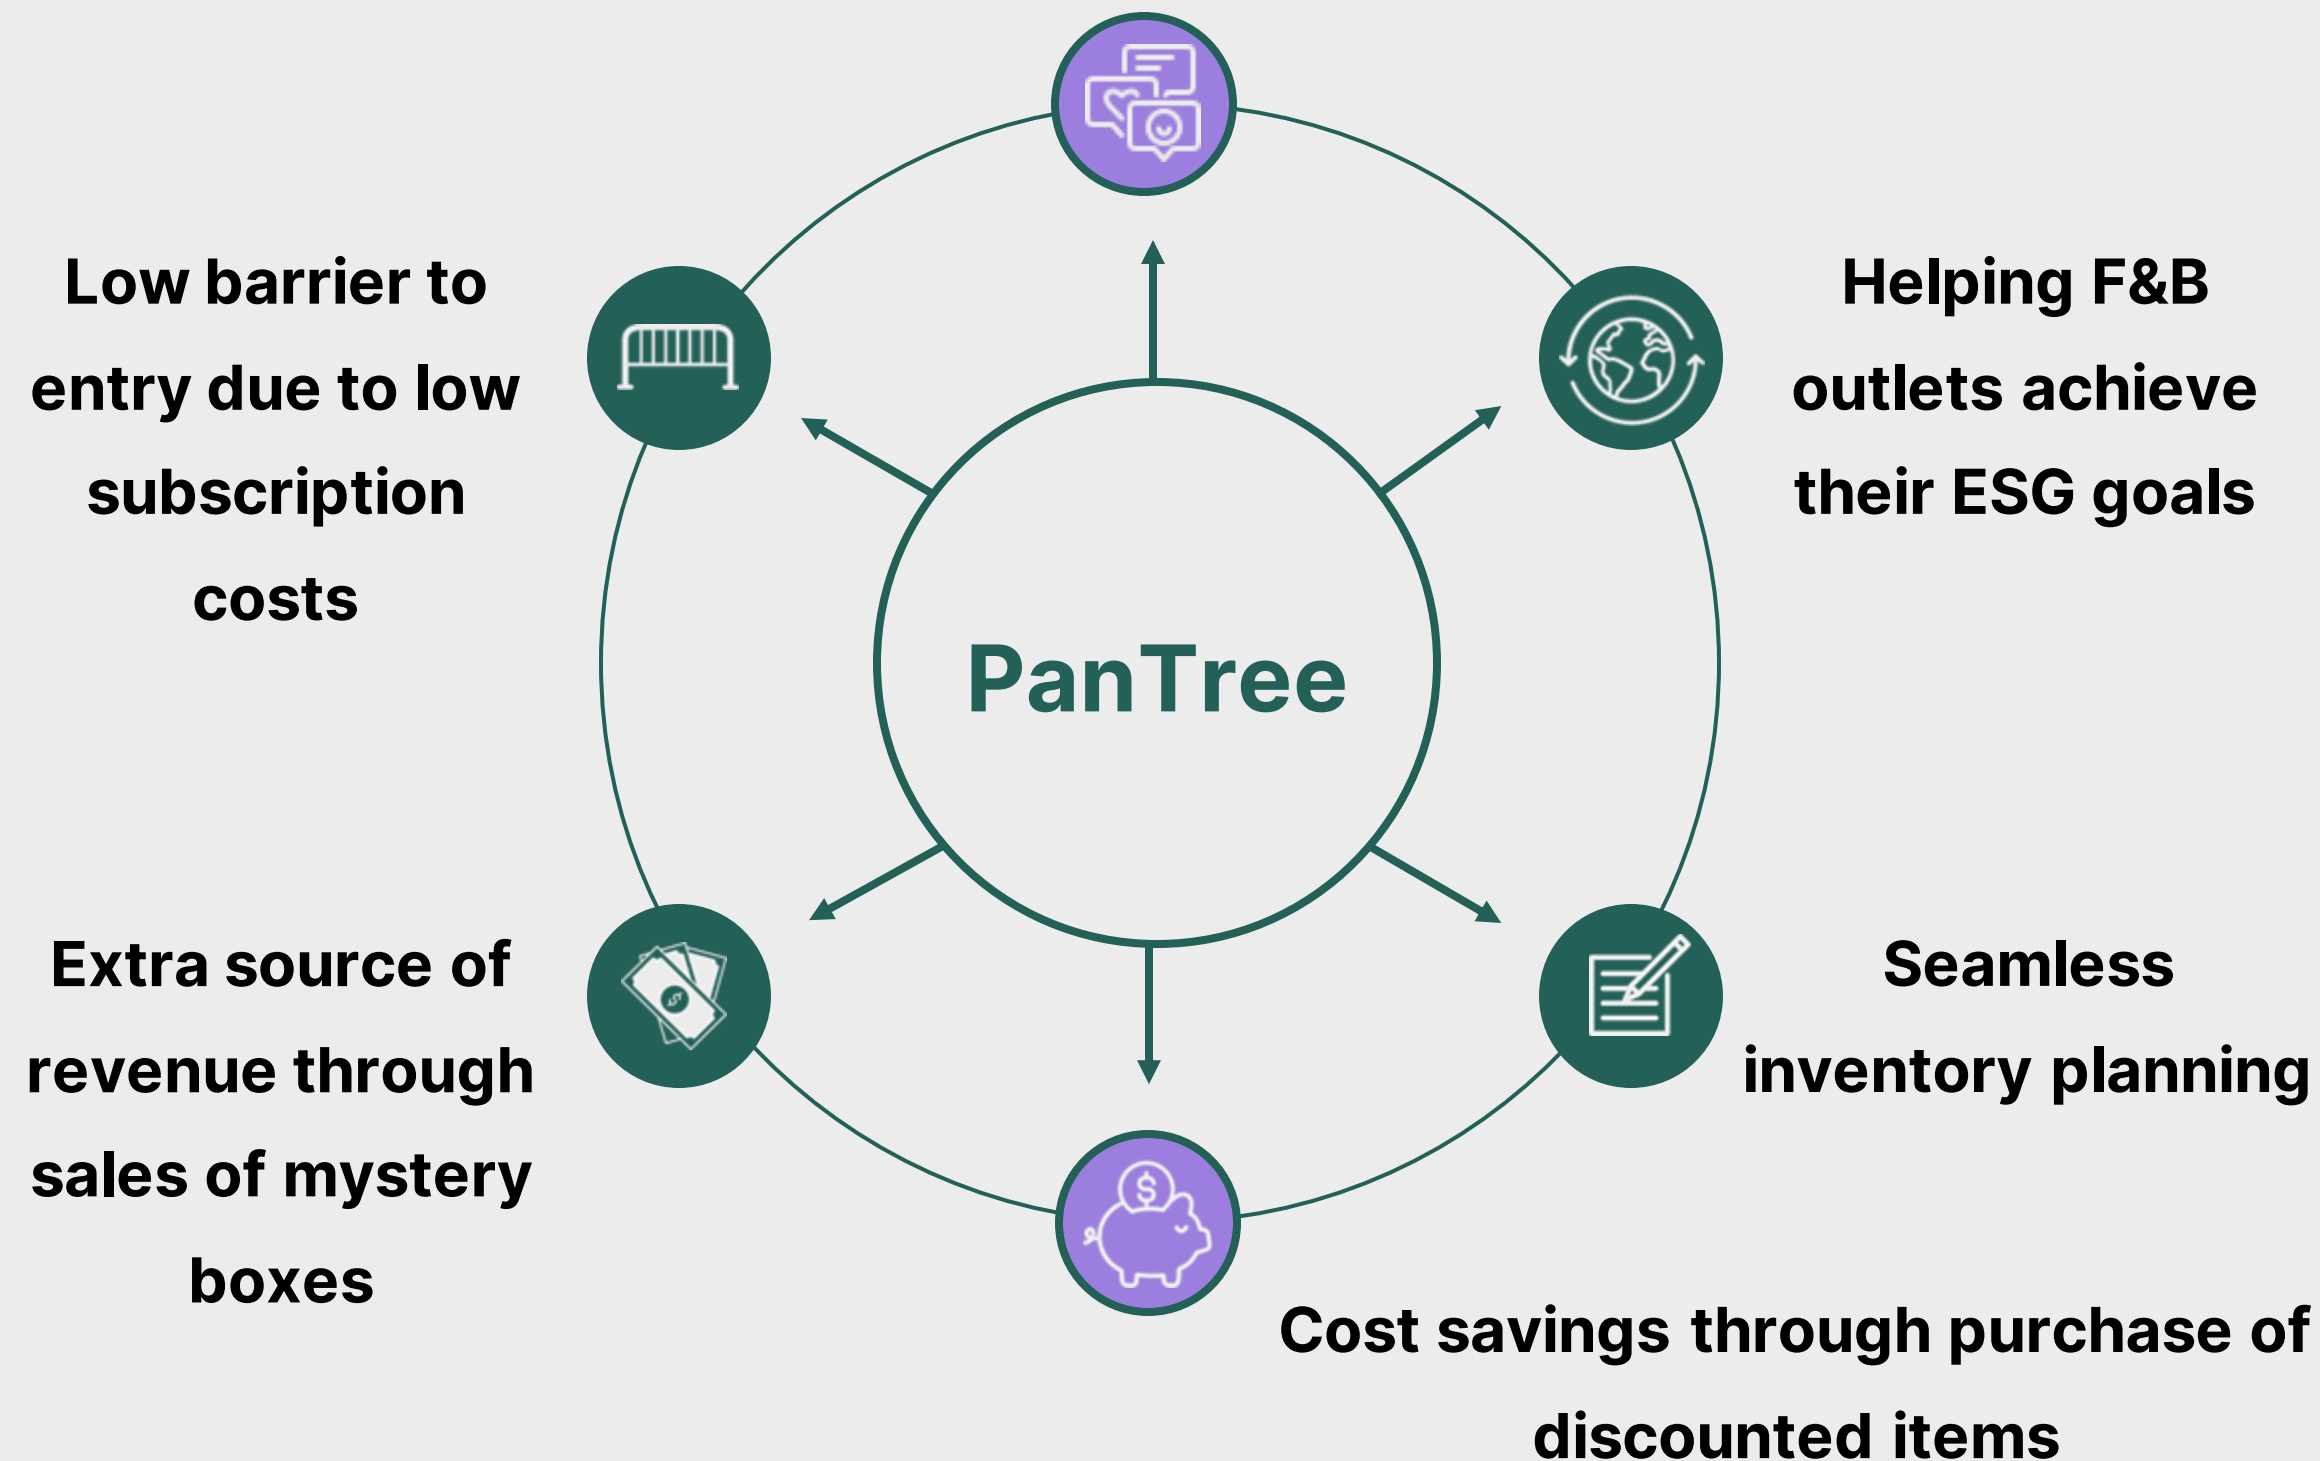 Low barrier to
entry due to low
subscription
costs
Helping F&B
outlets achieve
their ESG goals
PanTree
Extra source of
revenue through
sales of mystery
boxes
Seamless
inventory planning
Cost savings through purchase of
discounted items